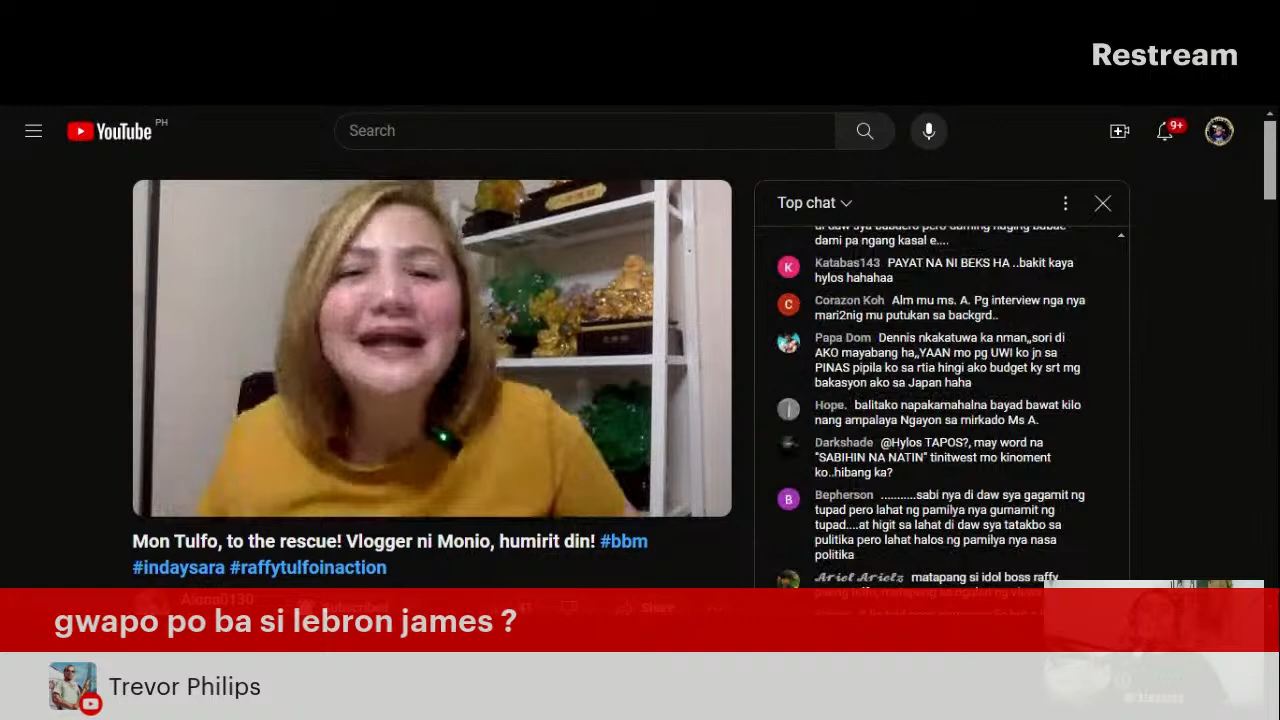 Restream
YouTube PH
Search
9+
Top chat
dami pa ngang kasal e....
Katabas143 PAYAT NA NI BEKS HA ..bakit kaya
hylos hahahaa
Corazon Koh Alm mu ms. A. Pg interview nga nya
mari2nig mu putukan sa backgrd..
Papa Dom Dennis nkakatuwa ka nman,,sori di
AKO mayabang ha,,YAAN mo pg UWI ko jn sa
PINAS pipila ko sa rtia hingi ako budget ky srt mg
bakasyon ako sa Japan haha
Hope. balitako napakamahalna bayad bawat kilo
nang ampalaya Ngayon sa mirkado Ms A.
Darkshade @Hylos TAPOS?, may word na
"SABIHIN NA NATIN" tinitwest mo kinoment
ko..hibang ka?
Bepherson ...........sabi nya di daw sya gagamit ng
tupad pero lahat ng pamilya nya gumamit ng
tupad....at higit sa lahat di daw sya tatakbo sa
pulitika pero lahat halos ng pamilya nya nasa
politika
𝓐𝓻𝓲𝓮𝓵 𝓐𝓻𝓲𝓮𝓵𝔃 matapang si idol boss raffy
K
C
B
Mon Tulfo, to the rescue! Vlogger ni Monio, humirit din! #bbm
#indaysara #raffytulfoinaction
Share
gwapo po ba si lebron james ?
Trevor Philips